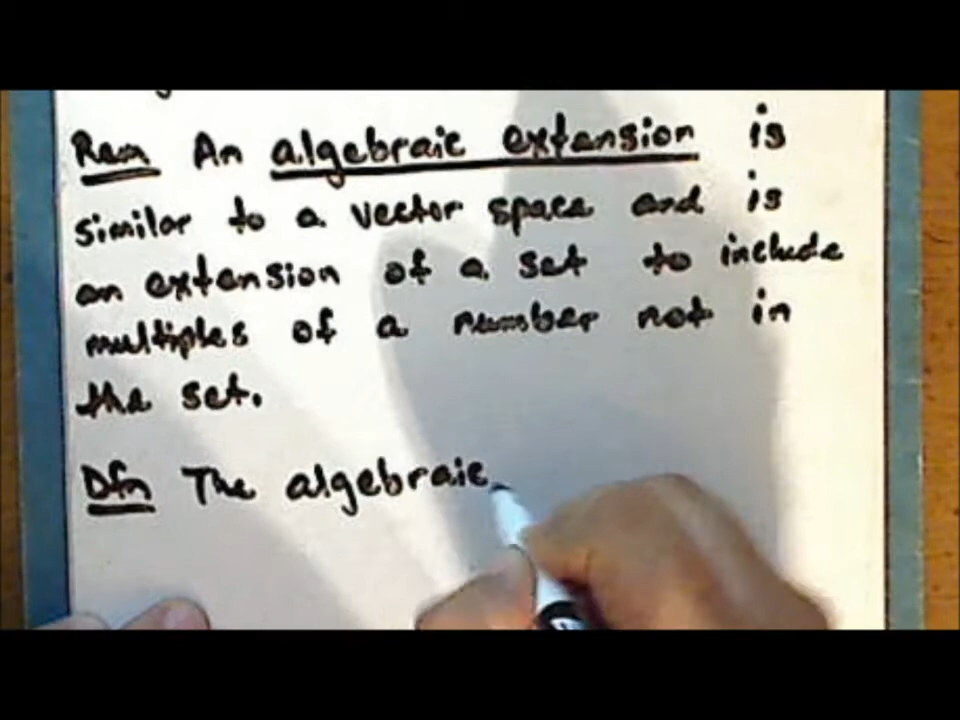 Rem An algebraic extension is
similar to a vector space and is
an extension of a set to include
multiples of a number not in
the set.
Dfn The algebraic